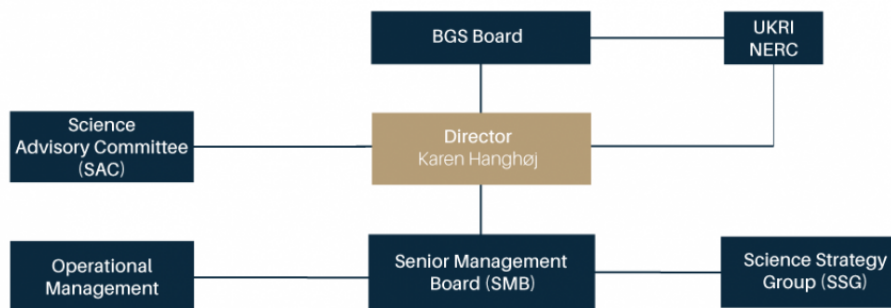 BGS Board
UKRI
NERC
Science
Advisory Committee
(SAC)
Director
Karen Hanghøj
Operational
Management
Senior Management
Board (SMB)
Science Strategy
Group (SSG)